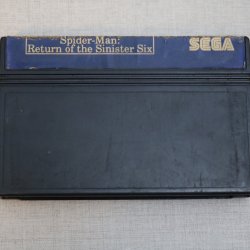 Spider-Man:
Return of the Sinister Six
SEGA